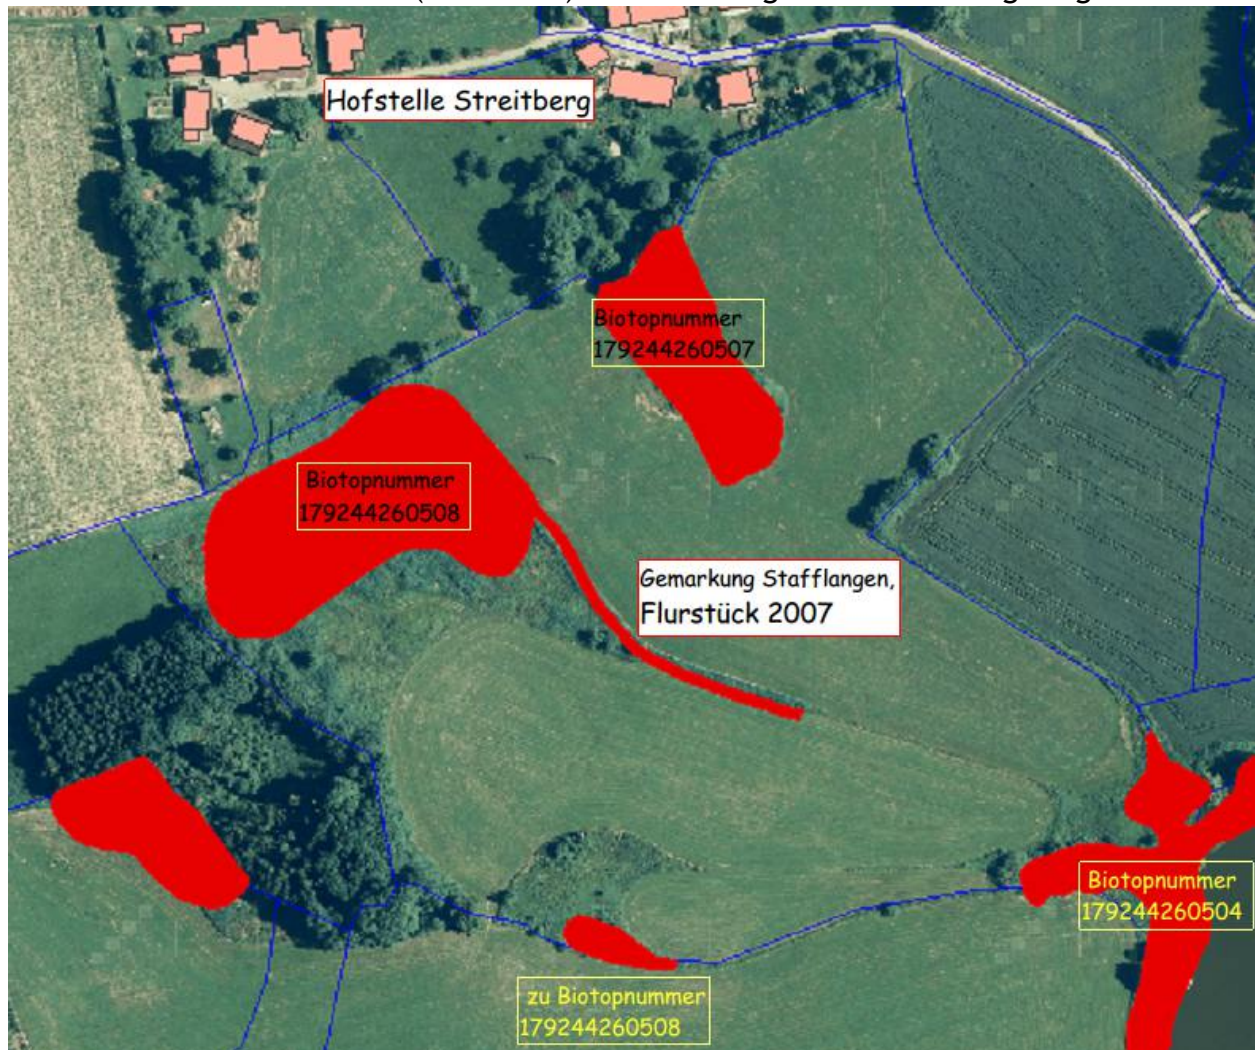 Hofstelle Streitberg
Biotopnummer
179244260507
Biotopnummer
179244260508
Gemarkung Stafflangen,
Flurstück 2007
Biotopnummer
179244260504
zu Biotopnummer
179244260508